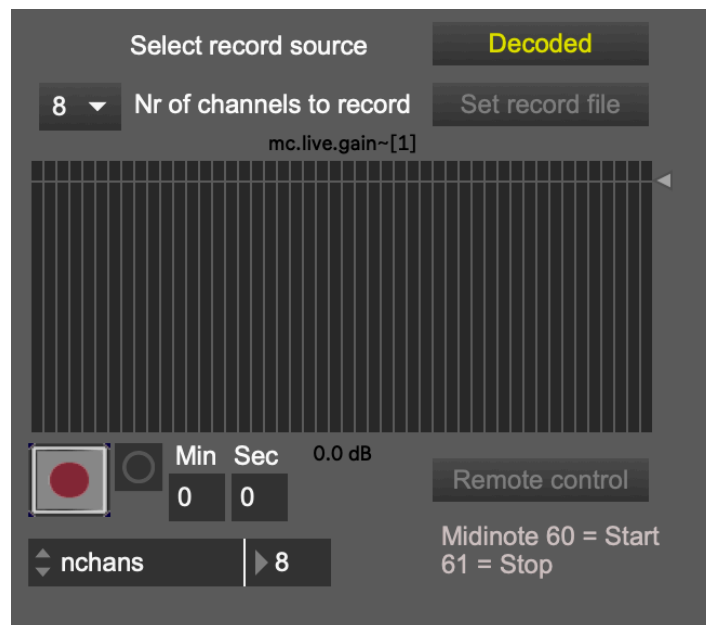 Select record source
Decoded
8
Nr of channels to record
Set record file
mc.live.gain~[1]
Min
Sec
0.0 dB
0
0
Remote control
Midinote 60 = Start
61 = Stop
nchans
8